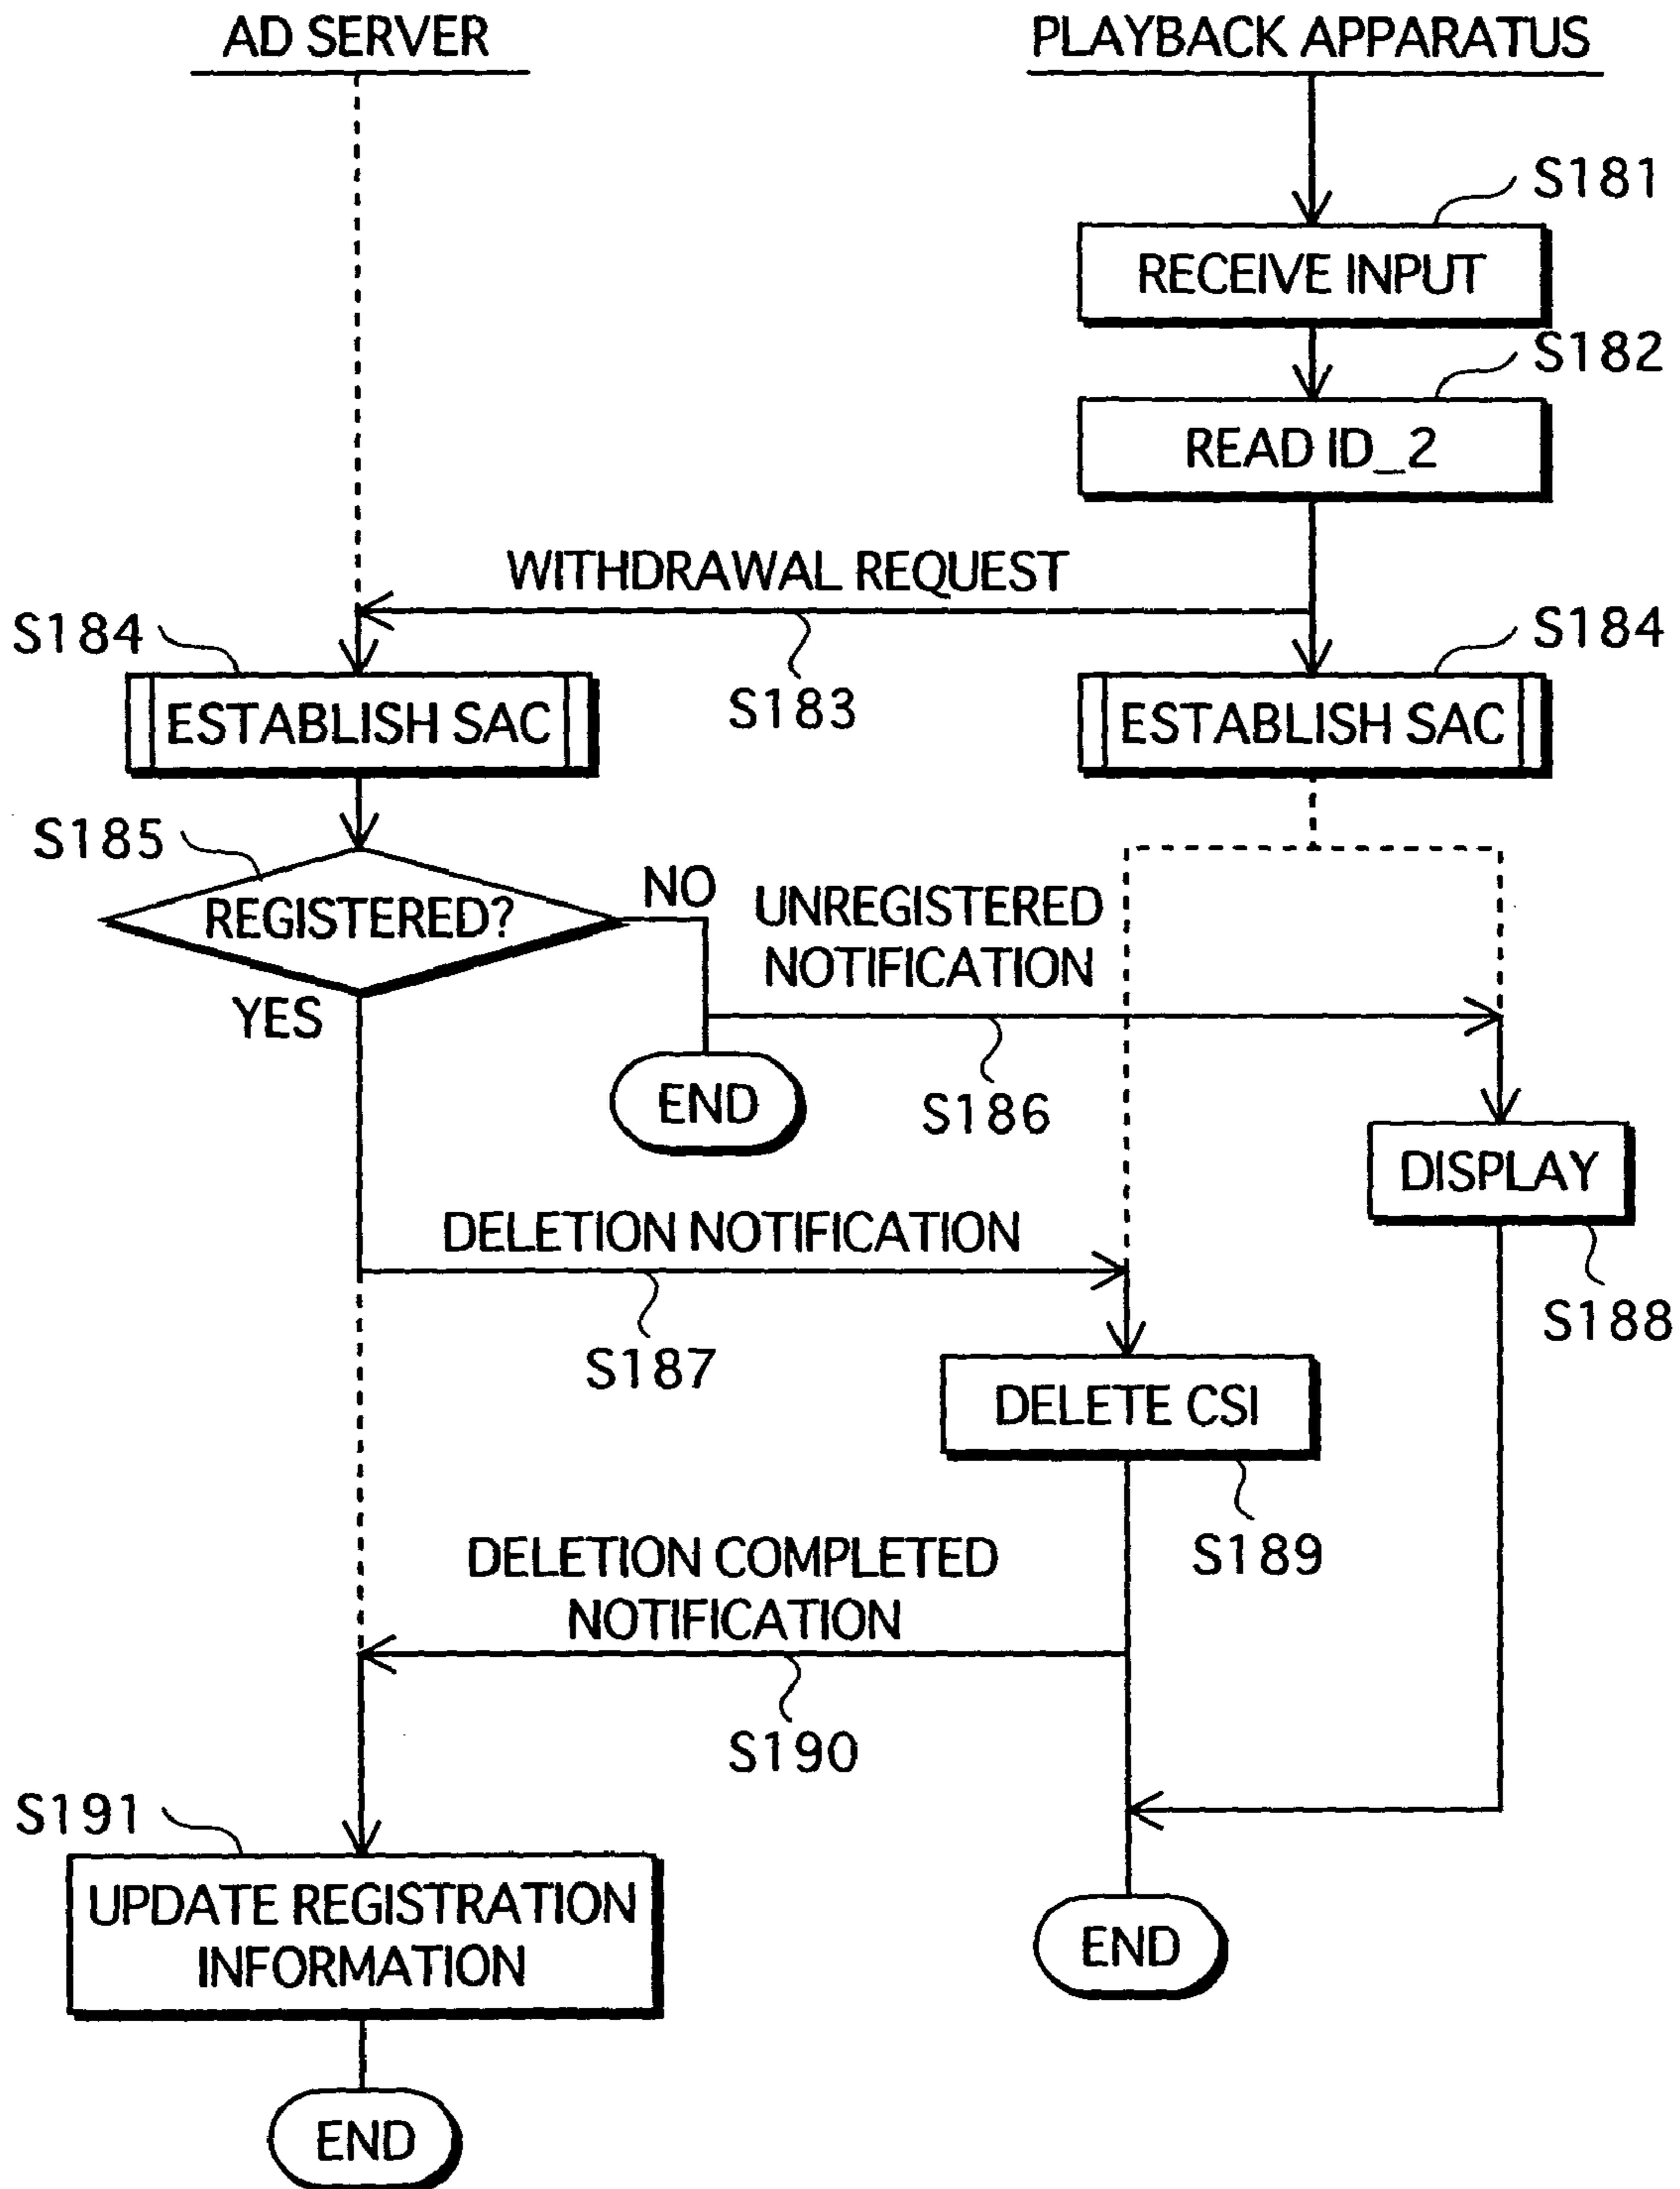 AD SERVER
PLAYBACK APPARATUS
S181
RECEIVE INPUT
S182
READ ID_2
WITHDRAWAL REQUEST
S183
S184
ESTABLISH SAC
S184
ESTABLISH SAC
S185
REGISTERED?
NO
YES
UNREGISTERED
NOTIFICATION
S186
END
DISPLAY
S188
DELETION NOTIFICATION
S187
DELETE CSI
S189
DELETION COMPLETED
NOTIFICATION
S190
S191
UPDATE REGISTRATION
INFORMATION
END
END